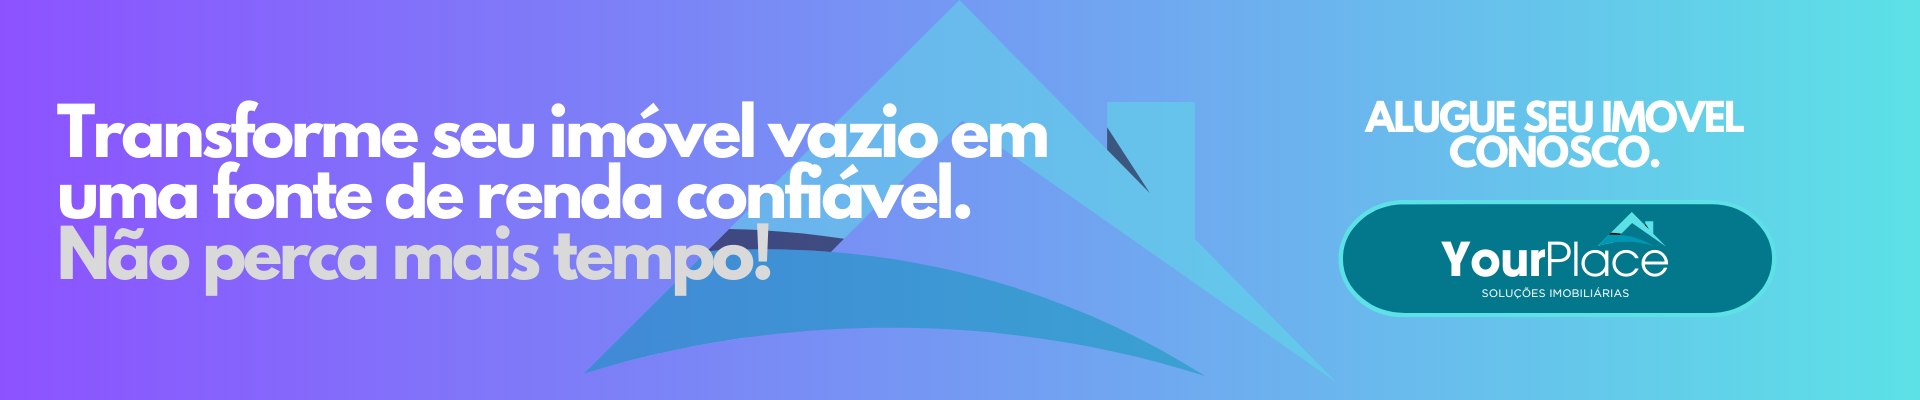 Transforme seu imóvel vazio em
uma fonte de renda confiável.
Não perca mais tempo!
ALUGUE SEU IMOVEL
CONOSCO.
YourPlace
SOLUÇÕES IMOBILIÁRIAS